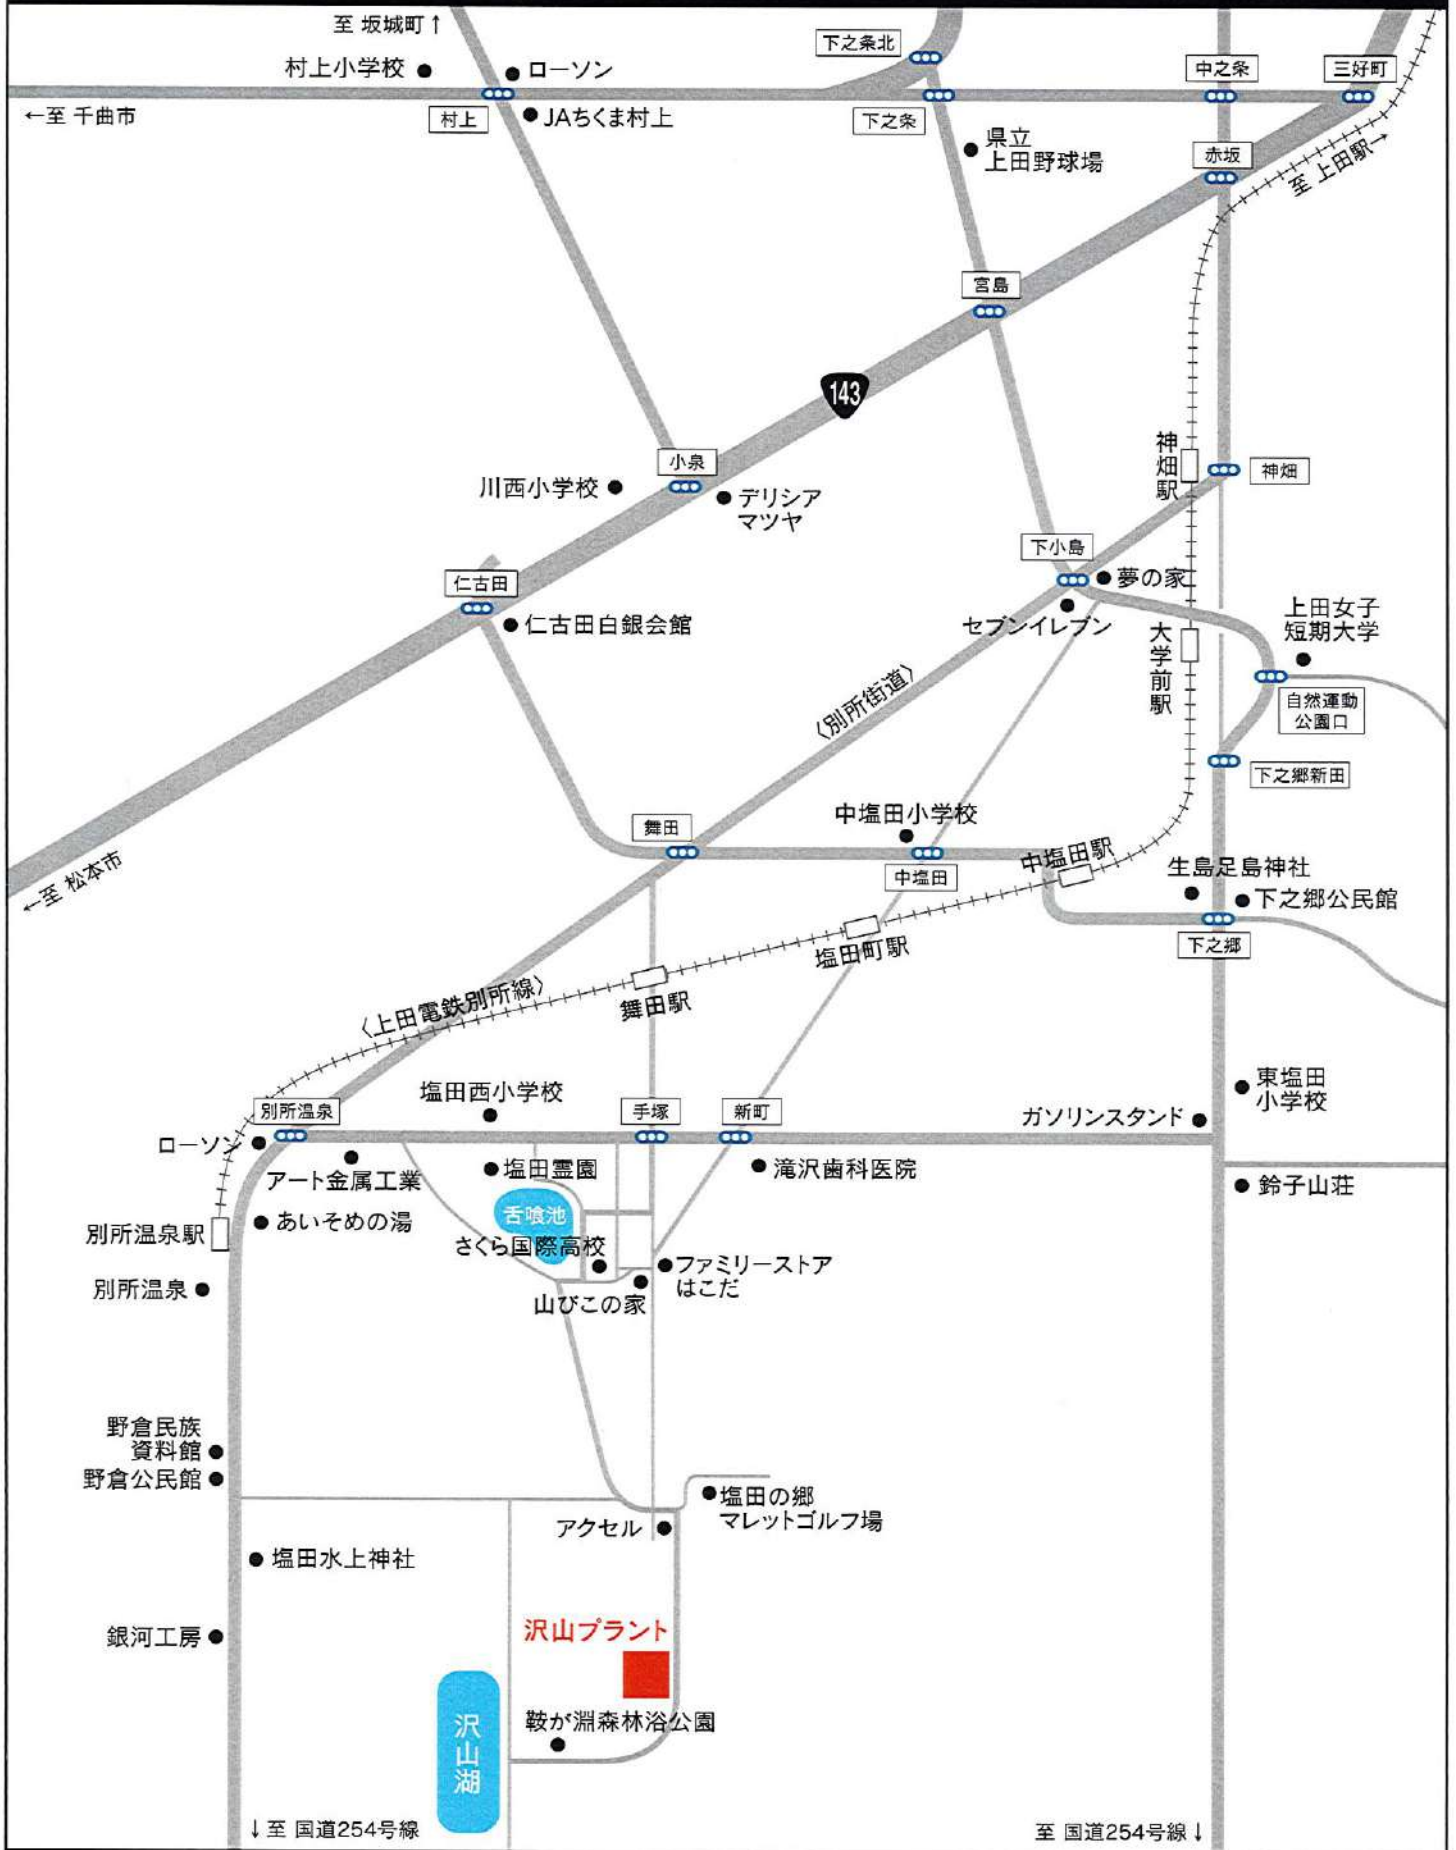 至 坂城町↑
下之条北
村上小学校
ローソン
中之条
三好町
←至 千曲市
村上
JAちくま村上
下之条
県立
上田野球場
赤坂
至 上田駅→
宮島
143
小泉
川西小学校
デリシア
マツヤ
神畑駅
神畑
下小島
夢の家
仁古田
仁古田白銀会館
セブンイレブン
上田女子
短期大学
大学前駅
〈別所街道〉
自然運動
公園口
下之郷新田
舞田
中塩田小学校
中塩田
中塩田駅
←至 松本市
生島足島神社
下之郷公民館
下之郷
塩田町駅
舞田駅
〈上田電鉄別所線〉
東塩田
小学校
塩田西小学校
別所温泉
手塚
新町
ガソリンスタンド
ローソン
アート金属工業
塩田霊園
滝沢歯科医院
鈴子山荘
舌喰池
あいそめの湯
別所温泉駅
さくら国際高校
ファミリーストア
はこだ
別所温泉
山びこの家
野倉民族
資料館
野倉公民館
塩田の郷
マレットゴルフ場
アクセル
塩田水上神社
沢山プラント
銀河工房
鞍が淵森林浴公園
沢山湖
↓至 国道254号線
至 国道254号線↓